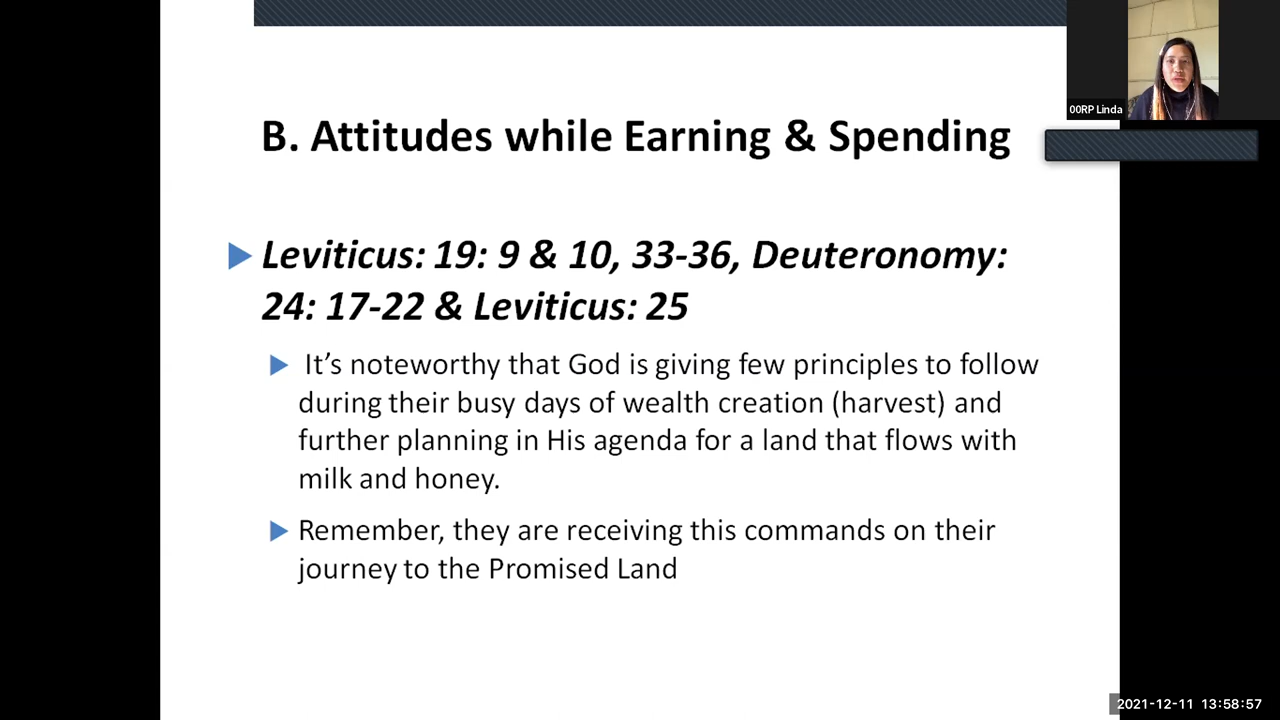 00RP Linda
B. Attitudes while Earning & Spending
Leviticus: 19: 9 & 10, 33-36, Deuteronomy:
24: 17-22 & Leviticus: 25
It’s noteworthy that God is giving few principles to follow
during their busy days of wealth creation (harvest) and
further planning in His agenda for a land that flows with
milk and honey.
Remember, they are receiving this commands on their
journey to the Promised Land
2021-12-11 13:58:57